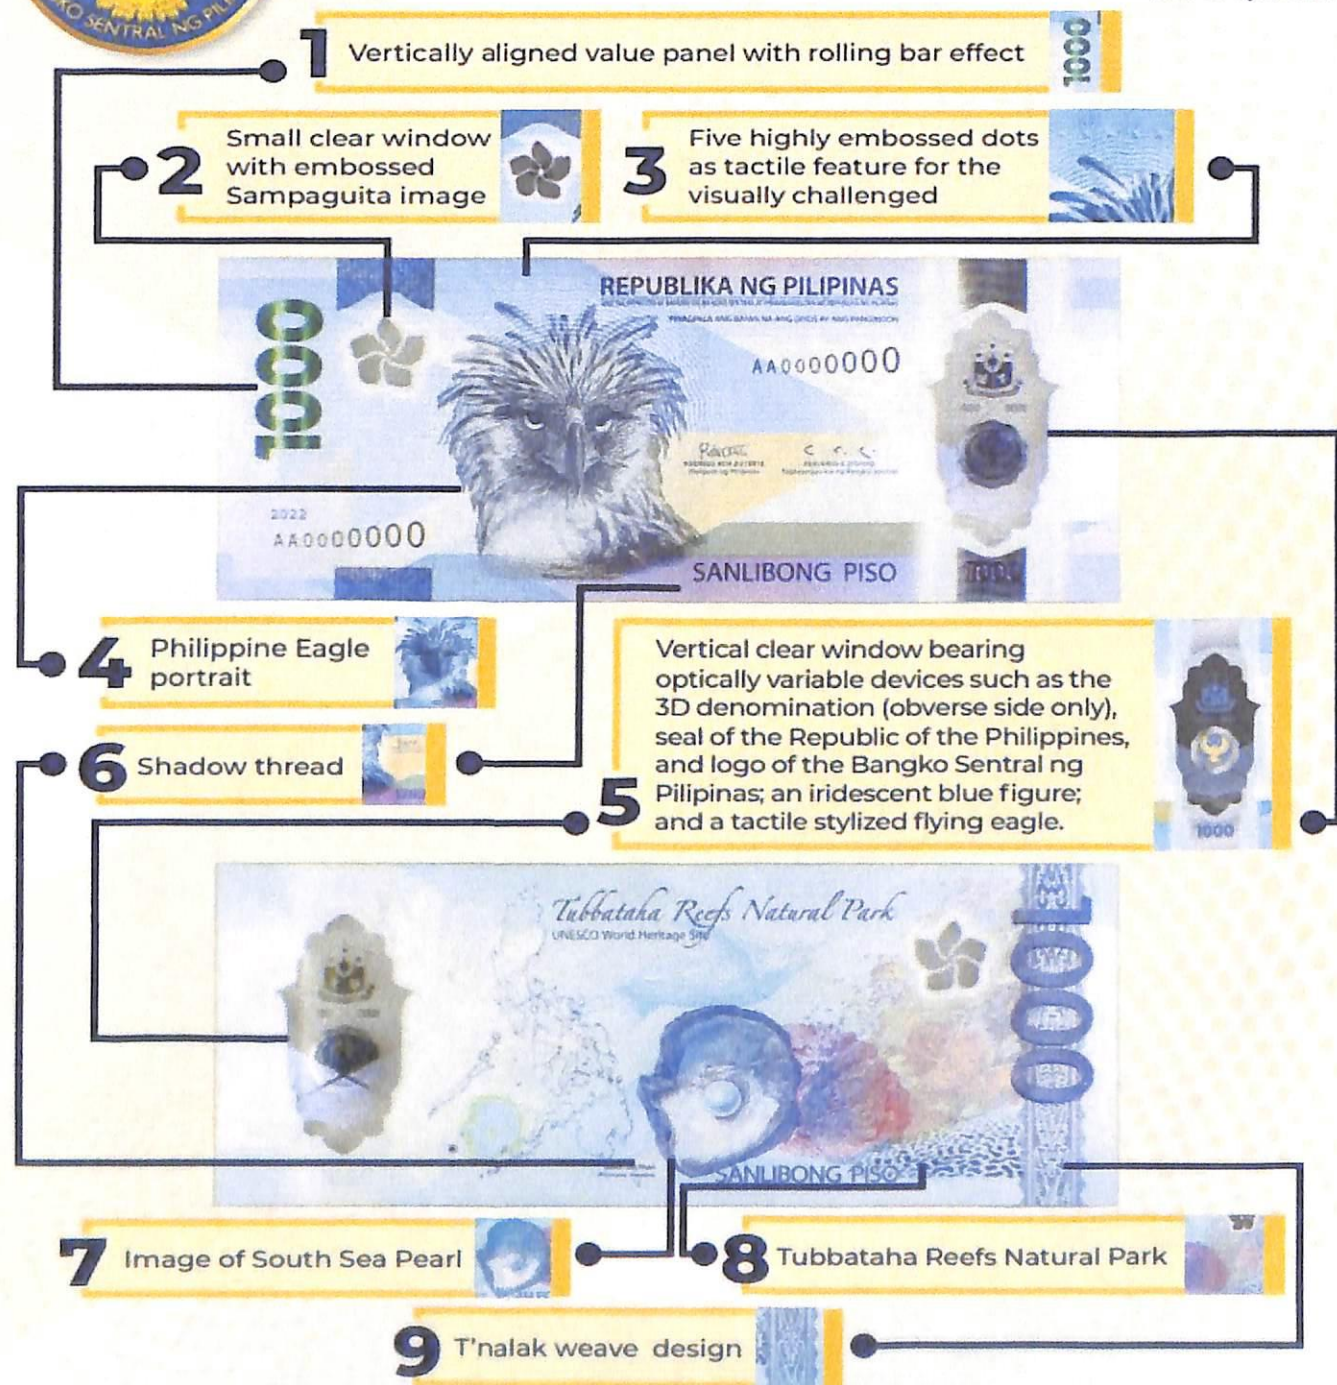 KO SENTRAL NG PILI
1 Vertically aligned value panel with rolling bar effect
1000
2 Small clear window
with embossed
Sampaguita image
3 Five highly embossed dots
as tactile feature for the
visually challenged
REPUBLIKA NG PILIPINAS
1000
AA0000000
2022
AA0000000
SANLIBONG PISO
4 Philippine Eagle
portrait
5 Vertical clear window bearing
optically variable devices such as the
3D denomination (obverse side only),
seal of the Republic of the Philippines,
and logo of the Bangko Sentral ng
Pilipinas; an iridescent blue figure;
and a tactile stylized flying eagle.
1000
6 Shadow thread
Tubbataha Reefs Natural Park
UNESCO World Heritage Site
1000
SANLIBONG PISO
7 Image of South Sea Pearl
8 Tubbataha Reefs Natural Park
9 T'nalak weave design